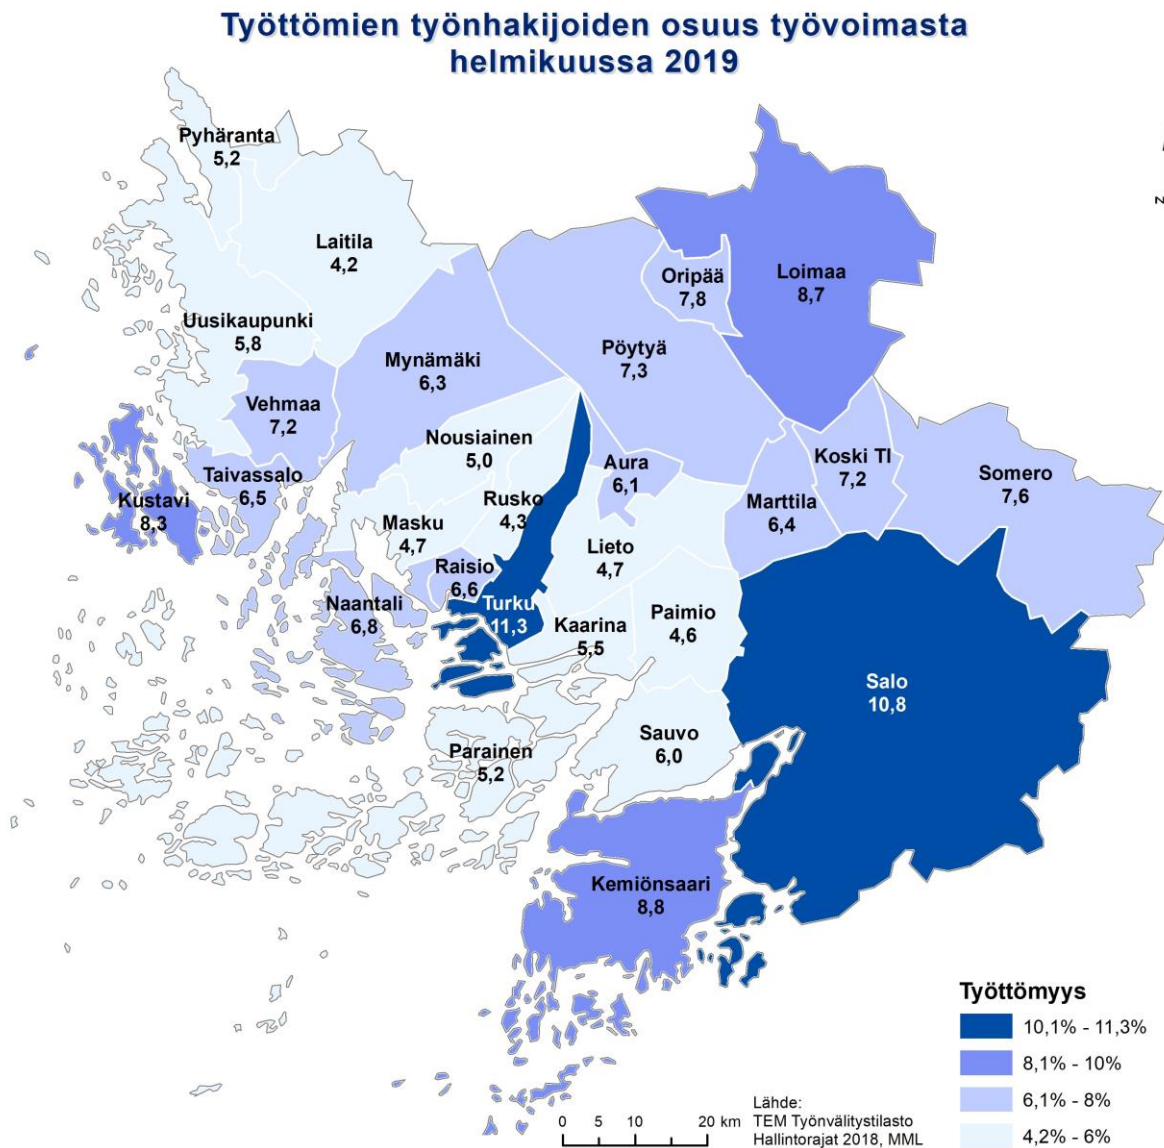 Työttömien työnhakijoiden osuus työvoimasta
helmikuussa 2019
Pyhäranta
5,2
Laitila
4,2
Uusikaupunki
5,8
Mynämäki
6,3
Vehmaa
7,2
Oripää
7,8
Loimaa
8,7
Pöytyä
7,3
Nousiainen
5,0
Taivassalo
6,5
Kustavi
8,3
Rusko
4,3
Masku
4,7
Aura
6,1
Koski Tl
7,2
Somero
7,6
Marttila
6,4
Lieto
4,7
Raisio
6,6
Naantali
6,8
Turku
11,3
Kaarina
5,5
Paimio
4,6
Salo
10,8
Sauvo
6,0
Parainen
5,2
Kemiönsaari
8,8
Työttömyys
10,1% - 11,3%
8,1% - 10%
6,1% - 8%
4,2% - 6%
0 5 10 20 km
Lähde:
TEM Työnvälitystilasto
Hallintorajat 2018, MML
z